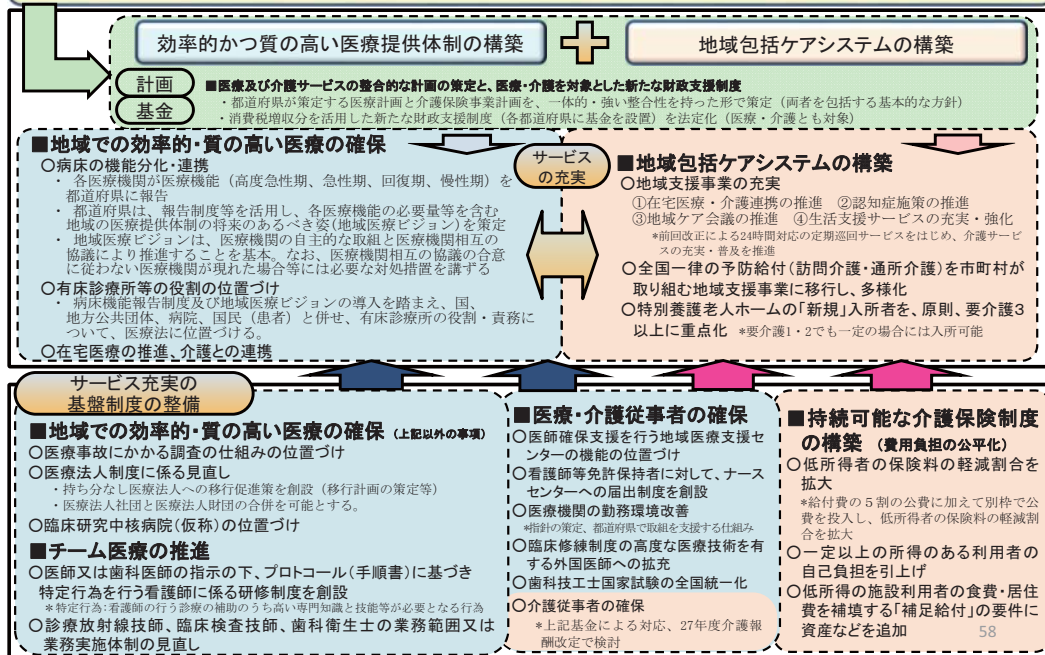 効率的かつ質の高い医療提供体制の構築
地域包括ケアシステムの構築
計画
基金
■医療及び介護サービスの整合的な計画の策定と、医療・介護を対象とした新たな財政支援制度
・都道府県が策定する医療計画と介護保険事業計画を、一体的・強い整合性を持った形で策定（両者を包括する基本的な方針）
・消費税増収分を活用した新たな財政支援制度（各都道府県に基金を設置）を法定化（医療・介護とも対象）
■地域での効率的・質の高い医療の確保
○病床の機能分化・連携
・ 各医療機関が医療機能（高度急性期、急性期、回復期、慢性期）を
都道府県に報告
・ 都道府県は、報告制度等を活用し、各医療機能の必要量等を含む
地域の医療提供体制の将来のあるべき姿(地域医療ビジョン)を策定
・ 地域医療ビジョンは、医療機関の自主的な取組と医療機関相互の
協議により推進することを基本。なお、医療機関相互の協議の合意
に従わない医療機関が現れた場合等には必要な対処措置を講ずる
○有床診療所等の役割の位置づけ
・ 病床機能報告制度及び地域医療ビジョンの導入を踏まえ、国、
地方公共団体、病院、国民（患者）と併せ、有床診療所の役割・責務に
ついて、医療法に位置づける。
○在宅医療の推進、介護との連携
サービス
の充実
■地域包括ケアシステムの構築
○地域支援事業の充実
①在宅医療・介護連携の推進 ②認知症施策の推進
③地域ケア会議の推進 ④生活支援サービスの充実・強化
*前回改正による24時間対応の定期巡回サービスをはじめ、介護サービ
スの充実・普及を推進
○全国一律の予防給付(訪問介護・通所介護)を市町村が
取り組む地域支援事業に移行し、多様化
○特別養護老人ホームの「新規」入所者を、原則、要介護3
以上に重点化 *要介護1・2でも一定の場合には入所可能
サービス充実の
基盤制度の整備
■地域での効率的・質の高い医療の確保 (上記以外の事項)
○医療事故にかかる調査の仕組みの位置づけ
○医療法人制度に係る見直し
・持ち分なし医療法人への移行促進策を創設（移行計画の策定等）
・医療法人社団と医療法人財団の合併を可能とする。
○臨床研究中核病院(仮称)の位置づけ
■チーム医療の推進
○医師又は歯科医師の指示の下、プロトコール(手順書)に基づき
特定行為を行う看護師に係る研修制度を創設
＊特定行為:看護師の行う診療の補助のうち高い専門知識と技能等が必要となる行為
○診療放射線技師、臨床検査技師、歯科衛生士の業務範囲又は
業務実施体制の見直し
■医療・介護従事者の確保
○医師確保支援を行う地域医療支援セ
ンターの機能の位置づけ
○看護師等免許保持者に対して、ナース
センターへの届出制度を創設
○医療機関の勤務環境改善
*指針の策定、都道府県で取組を支援する仕組み
○臨床修練制度の高度な医療技術を有
する外国医師への拡充
○歯科技工士国家試験の全国統一化
○介護従事者の確保
*上記基金による対応、27年度介護報
酬改定で検討
■持続可能な介護保険制度
の構築 （費用負担の公平化）
○低所得者の保険料の軽減割合を
拡大
*給付費の５割の公費に加えて別枠で公
費を投入し、低所得者の保険料の軽減割
合を拡大
○一定以上の所得のある利用者の
自己負担を引上げ
○低所得の施設利用者の食費・居住
費を補填する「補足給付」の要件に
資産などを追加
58